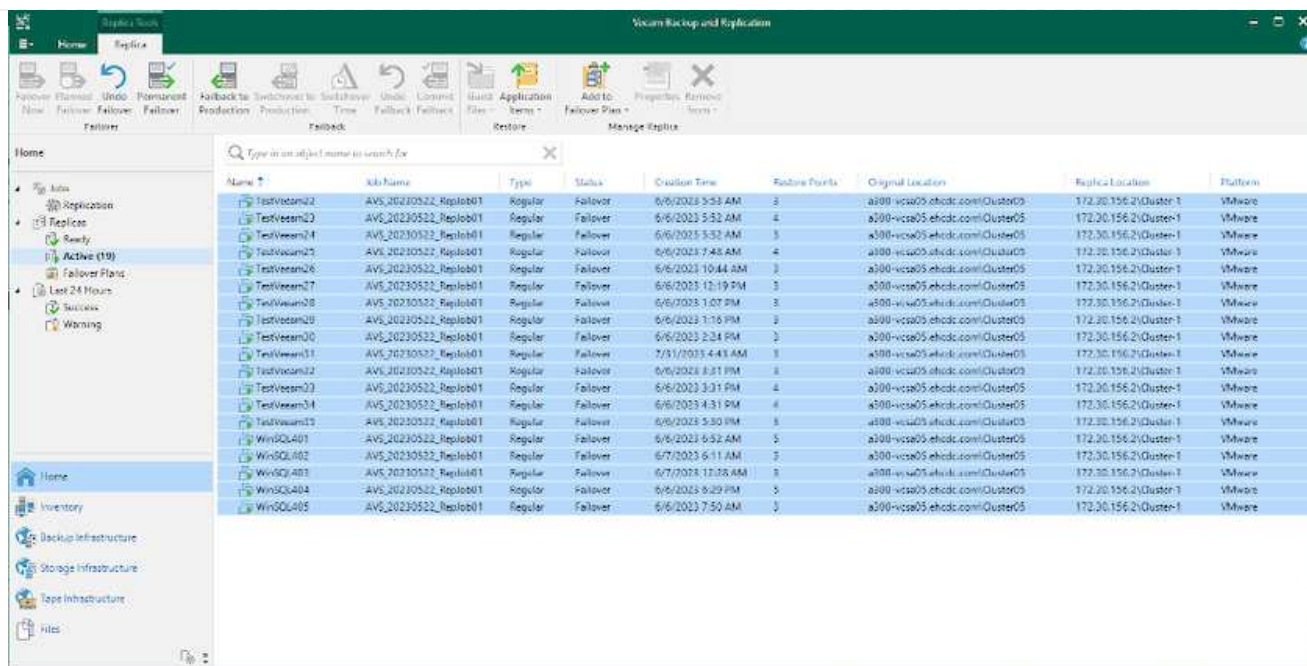 Replica Tools
Veeam Backup and Replication
Home Replica
Failover Now
Planned Failover
Undo Failover
Permanent Failover
Failback to Production
Switchover to Production
Switchover Time
Undo Failback
Commit Failback
Guest Files
Application Items
Add to Failover Plan
Properties
Remove from
Failover Failback Restore Manage Replica
Home
Type in an object name to search for
Jobs
Replication
Replicas
Ready
Active (19)
Failover Plans
Last 24 Hours
Success
Warning
Name Job Name Type Status Creation Time Restore Points Original Location Replica Location Platform
TestVeeam22 AVS_20230522_RepJob01 Regular Failover 6/6/2023 5:53 AM 3 a300-vcsa05.ehcdc.com\Cluster05 172.30.156.2\Cluster-1 VMware
TestVeeam23 AVS_20230522_RepJob01 Regular Failover 6/6/2023 5:52 AM 4 a300-vcsa05.ehcdc.com\Cluster05 172.30.156.2\Cluster-1 VMware
TestVeeam24 AVS_20230522_RepJob01 Regular Failover 6/6/2023 5:52 AM 3 a300-vcsa05.ehcdc.com\Cluster05 172.30.156.2\Cluster-1 VMware
TestVeeam25 AVS_20230522_RepJob01 Regular Failover 6/6/2023 7:48 AM 4 a300-vcsa05.ehcdc.com\Cluster05 172.30.156.2\Cluster-1 VMware
TestVeeam26 AVS_20230522_RepJob01 Regular Failover 6/6/2023 10:44 AM 3 a300-vcsa05.ehcdc.com\Cluster05 172.30.156.2\Cluster-1 VMware
TestVeeam27 AVS_20230522_RepJob01 Regular Failover 6/6/2023 12:19 PM 3 a300-vcsa05.ehcdc.com\Cluster05 172.30.156.2\Cluster-1 VMware
TestVeeam28 AVS_20230522_RepJob01 Regular Failover 6/6/2023 1:07 PM 3 a300-vcsa05.ehcdc.com\Cluster05 172.30.156.2\Cluster-1 VMware
TestVeeam29 AVS_20230522_RepJob01 Regular Failover 6/6/2023 1:16 PM 3 a300-vcsa05.ehcdc.com\Cluster05 172.30.156.2\Cluster-1 VMware
TestVeeam30 AVS_20230522_RepJob01 Regular Failover 6/6/2023 2:24 PM 3 a300-vcsa05.ehcdc.com\Cluster05 172.30.156.2\Cluster-1 VMware
TestVeeam31 AVS_20230522_RepJob01 Regular Failover 7/31/2023 4:43 AM 3 a300-vcsa05.ehcdc.com\Cluster05 172.30.156.2\Cluster-1 VMware
TestVeeam32 AVS_20230522_RepJob01 Regular Failover 6/6/2023 3:31 PM a300-vcsa05.ehcdc.com\Cluster05 172.30.156.2\Cluster-1 VMware
TestVeeam33 AVS_20230522_RepJob01 Regular Failover 6/6/2023 3:31 PM 4 a300-vcsa05.ehcdc.com\Cluster05 172.30.156.2\Cluster-1 VMware
TestVeeam34 AVS_20230522_RepJob01 Regular Failover 6/6/2023 4:31 PM 4 a300-vcsa05.ehcdc.com\Cluster05 172.30.156.2\Cluster-1 VMware
TestVeeam35 AVS_20230522_RepJob01 Regular Failover 6/6/2023 5:30 PM a300-vcsa05.ehcdc.com\Cluster05 172.30.156.2\Cluster-1 VMware
WinSQL401 AVS_20230522_RepJob01 Regular Failover 6/6/2023 6:52 AM 5 a300-vcsa05.ehcdc.com\Cluster05 172.30.156.2\Cluster-1 VMware
WinSQL402 AVS_20230522_RepJob01 Regular Failover 6/7/2023 6:11 AM 3 a300-vcsa05.ehcdc.com\Cluster05 172.30.156.2\Cluster-1 VMware
WinSQL403 AVS_20230522_RepJob01 Regular Failover 6/7/2023 AM 3 a300-vcsa05.ehcdc.com\Cluster05 172.30.156.2\Cluster-1 VMware
WinSQL404 AVS_20230522_RepJob01 Regular Failover 6/6/2023 6:29 PM 5 a300-vcsa05.ehcdc.com\Cluster05 172.30.156.2\Cluster-1 VMware
WinSQL405 AVS_20230522_RepJob01 Regular Failover 6/6/2023 7:50 AM 3 a300-vcsa05.ehcdc.com\Cluster05 172.30.156.2\Cluster-1 VMware
Home
Inventory
Backup Infrastructure
Storage Infrastructure
Tape Infrastructure
Files